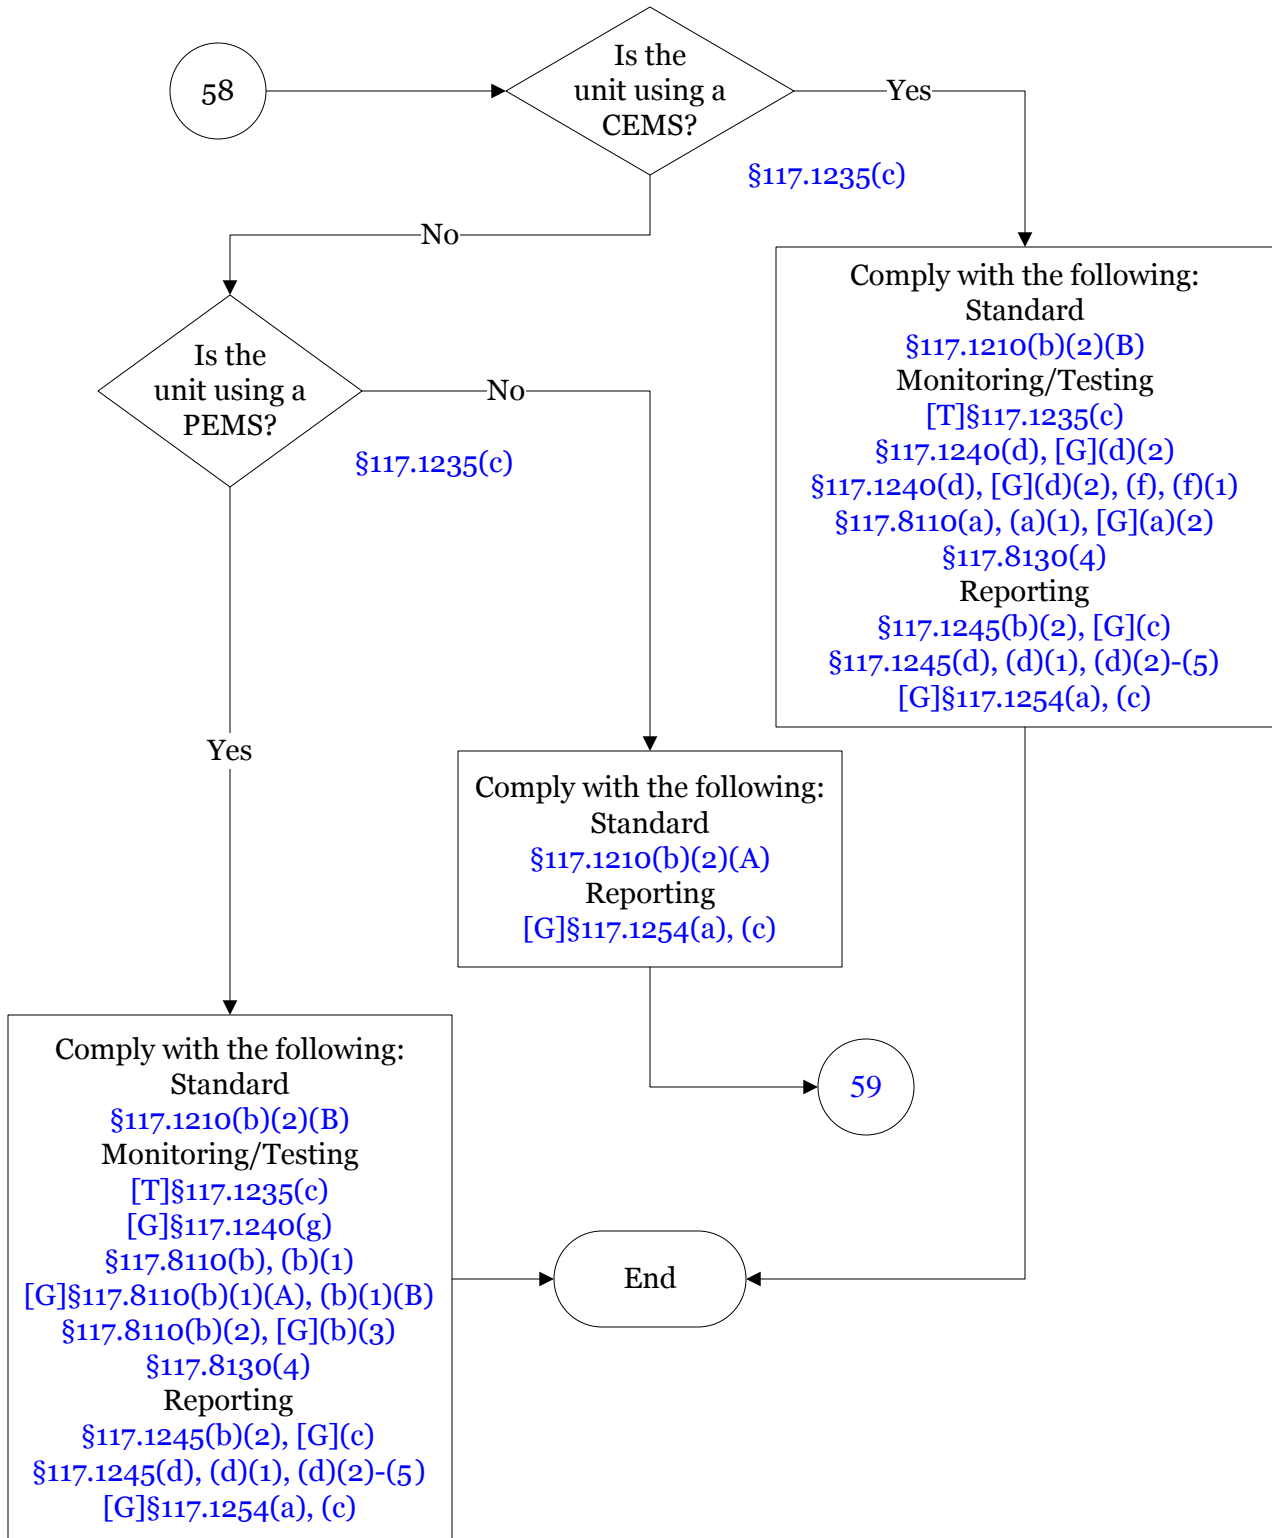 58
Is the
unit using a
CEMS?
Yes
§117.1235(c)
No
Comply with the following:
Standard
§117.1210(b)(2)(B)
Monitoring/Testing
[T]§117.1235(c)
§117.1240(d), [G](d)(2)
§117.1240(d), [G](d)(2), (f), (f)(1)
§117.8110(a), (a)(1), [G](a)(2)
§117.8130(4)
Reporting
§117.1245(b)(2), [G](c)
§117.1245(d), (d)(1), (d)(2)-(5)
[G]§117.1254(a), (c)
Is the
unit using a
PEMS?
No
§117.1235(c)
Yes
Comply with the following:
Standard
§117.1210(b)(2)(A)
Reporting
[G]§117.1254(a), (c)
59
Comply with the following:
Standard
§117.1210(b)(2)(B)
Monitoring/Testing
[T]§117.1235(c)
[G]§117.1240(g)
§117.8110(b), (b)(1)
[G]§117.8110(b)(1)(A), (b)(1)(B)
§117.8110(b)(2), [G](b)(3)
§117.8130(4)
Reporting
§117.1245(b)(2), [G](c)
§117.1245(d), (d)(1), (d)(2)-(5)
[G]§117.1254(a), (c)
End